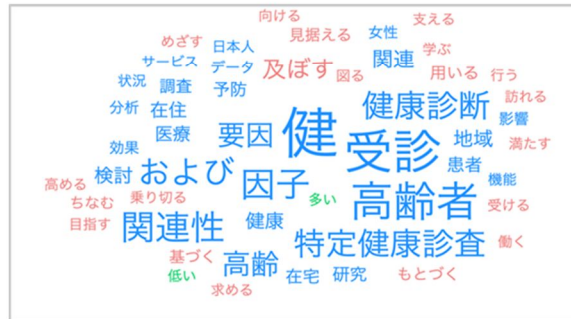 向ける 支える
めざす 日本人 見据える 女性
サービス データ 及ぼす 図る 関連 学ぶ
状況 調査 予防 用いる 行う
分析 在住 健 健康診断 訪れる
医療 要因 受診 地域 影響
効果 満たす
検討 および 因子 高齢者 患者 機能
高める 多い
ちなむ 乗り切る 受ける
目指す 関連性 健康 特定健康診査 働く
基づく 高齢
低い 在宅 研究 もとづく
求める